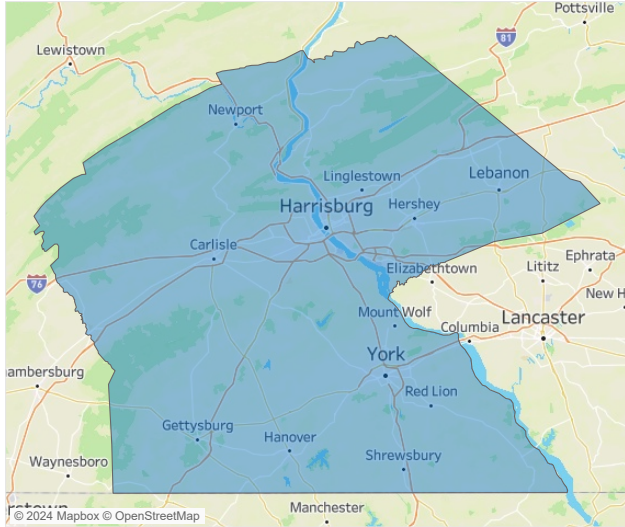 Pottsville
81
Lewistown
Newport
Linglestown
Lebanon
Harrisburg
Hershey
Carlisle
Ephrata
Elizabethtown
Lititz
76
New H
Mount Wolf
Lancaster
Columbia
York
ambersburg
Red Lion
Gettysburg
Hanover
Shrewsbury
Waynesboro
rstown
Manchester
© 2024 Mapbox © OpenStreetMap